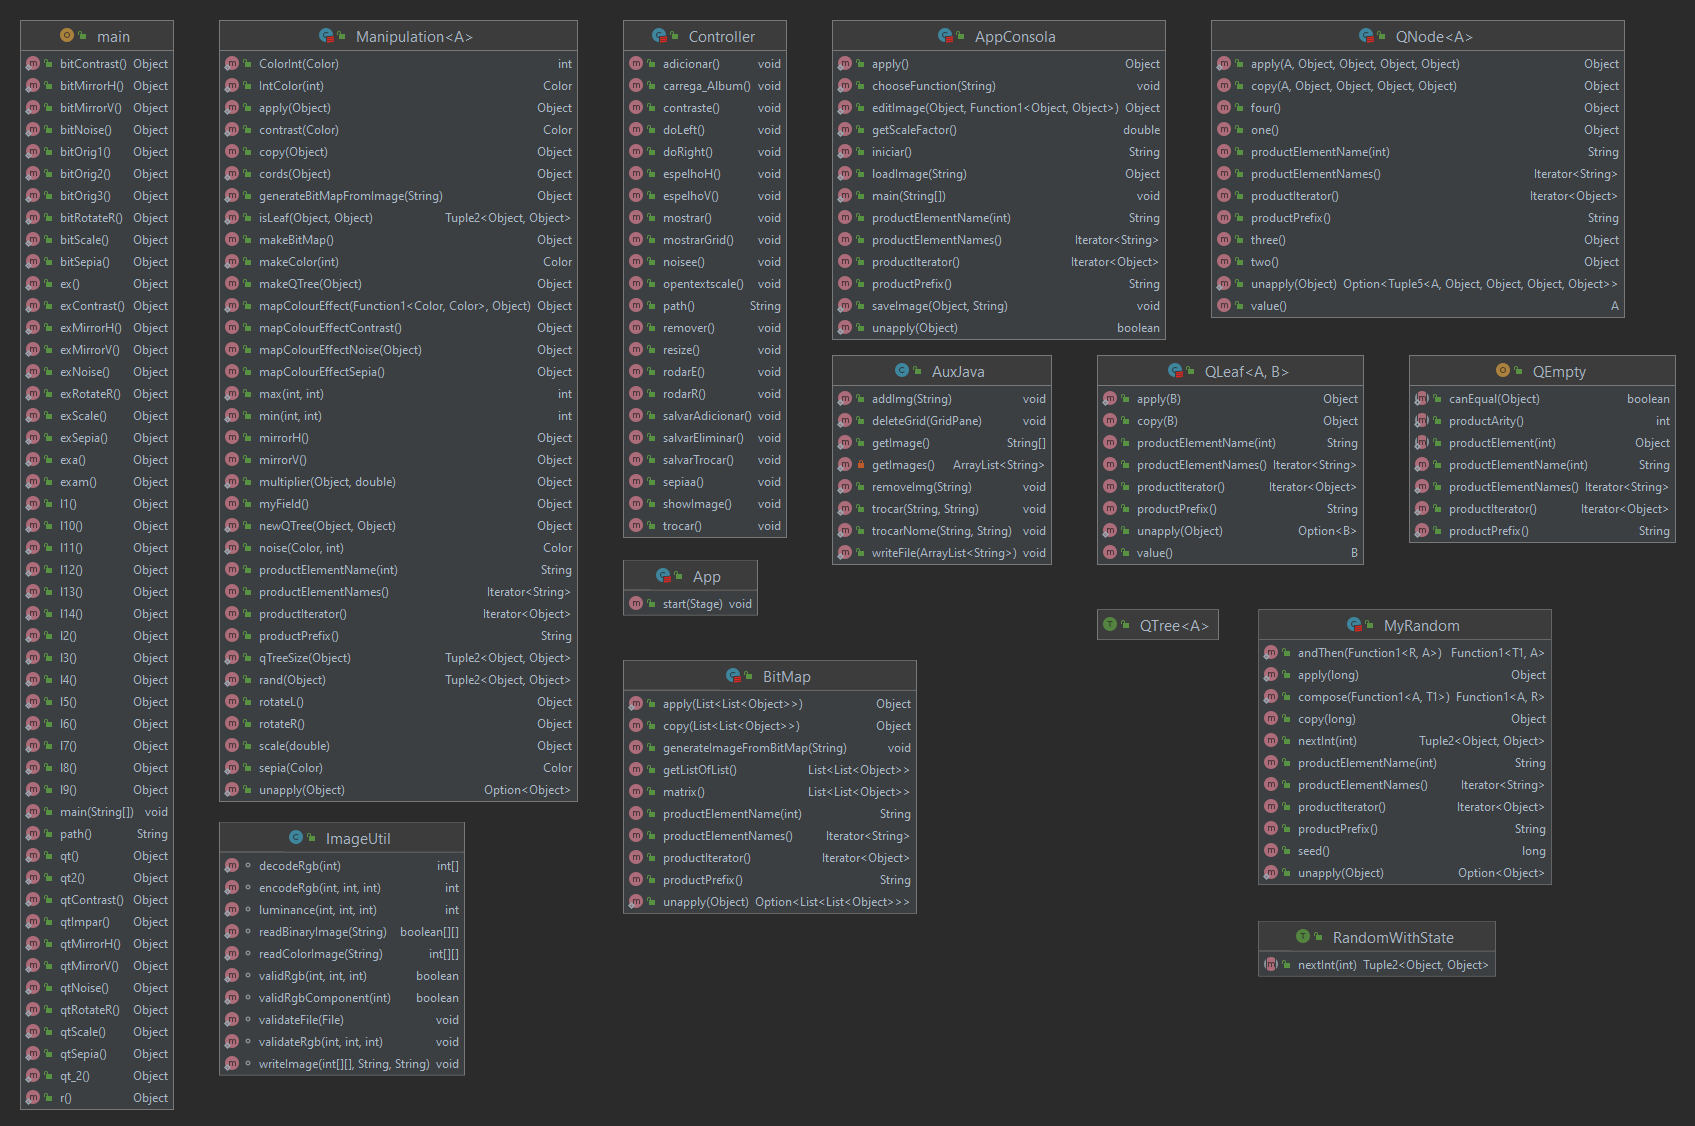 main
bitContrast() Object
bitMirrorH() Object
bitMirrorV() Object
bitNoise() Object
bitOrig1() Object
bitOrig2() Object
bitOrig3() Object
bitRotateR() Object
bitScale() Object
bitSepia() Object
ex() Object
exContrast() Object
exMirrorH() Object
exMirrorV() Object
exNoise() Object
exRotateR() Object
exScale() Object
exSepia() Object
exa() Object
exam() Object
l1() Object
l10() Object
l11() Object
l12() Object
l13() Object
l14() Object
l2() Object
l3() Object
l4() Object
l5() Object
l6() Object
l7() Object
l8() Object
l9() Object
main(String[]) void
path() String
qt() Object
qt2() Object
qtContrast() Object
qtImpar() Object
qtMirrorH() Object
qtMirrorV() Object
qtNoise() Object
qtRotateR() Object
qtScale() Object
qtSepia() Object
qt_2() Object
r() Object
Manipulation<A>
ColorInt(Color) int
IntColor(int) Color
apply(Object) Object
contrast(Color) Color
copy(Object) Object
cords(Object) Object
generateBitMapFromImage(String) Object
isLeaf(Object, Object) Tuple2<Object, Object>
makeBitMap() Object
makeColor(int) Color
makeQTree(Object) Object
mapColourEffect(Function1<Color, Color>, Object) Object
mapColourEffectContrast() Object
mapColourEffectNoise(Object) Object
mapColourEffectSepia() Object
max(int, int) int
min(int, int) int
mirrorH() Object
mirrorV() Object
multiplier(Object, double) Object
myField() Object
newQTree(Object, Object) Object
noise(Color, int) Color
productElementName(int) String
productElementNames() Iterator<String>
productIterator() Iterator<Object>
productPrefix() String
qTreeSize(Object) Tuple2<Object, Object>
rand(Object) Tuple2<Object, Object>
rotateL() Object
rotateR() Object
scale(double) Object
sepia(Color) Color
unapply(Object) Option<Object>
ImageUtil
decodeRgb(int) int[]
encodeRgb(int, int, int) int
luminance(int, int, int) int
readBinaryImage(String) boolean[][]
readColorImage(String) int[][]
validRgb(int, int, int) boolean
validRgbComponent(int) boolean
validateFile(File) void
validateRgb(int, int, int) void
writeImage(int[][], String, String) void
Controller
adicionar() void
carrega_Album() void
contraste() void
doLeft() void
doRight() void
espelhoH() void
espelhoV() void
mostrar() void
mostrarGrid() void
noisee() void
opentextscale() void
path() String
remover() void
resize() void
rodarE() void
rodarR() void
salvarAdicionar() void
salvarEliminar() void
salvarTrocar() void
sepiaa() void
showImage() void
trocar() void
App
start(Stage) void
BitMap
apply(List<List<Object>>) Object
copy(List<List<Object>>) Object
generateImageFromBitMap(String) void
getListOfList() List<List<Object>>
matrix() List<List<Object>>
productElementName(int) String
productElementNames() Iterator<String>
productIterator() Iterator<Object>
productPrefix() String
unapply(Object) Option<List<List<Object>>>
AppConsola
apply() Object
chooseFunction(String) void
editImage(Object, Function1<Object, Object>) Object
getScaleFactor() double
iniciar() String
loadImage(String) Object
main(String[]) void
productElementName(int) String
productElementNames() Iterator<String>
productIterator() Iterator<Object>
productPrefix() String
saveImage(Object, String) void
unapply(Object) boolean
AuxJava
addImg(String) void
deleteGrid(GridPane) void
getImage() String[]
getImages() ArrayList<String>
removeImg(String) void
trocar(String, String) void
trocarNome(String, String) void
writeFile(ArrayList<String>) void
QNode<A>
apply(A, Object, Object, Object, Object) Object
copy(A, Object, Object, Object, Object) Object
four() Object
one() Object
productElementName(int) String
productElementNames() Iterator<String>
productIterator() Iterator<Object>
productPrefix() String
three() Object
two() Object
unapply(Object) Option<Tuple5<A, Object, Object, Object, Object>>
value() A
QLeaf<A, B>
apply(B) Object
copy(B) Object
productElementName(int) String
productElementNames() Iterator<String>
productIterator() Iterator<Object>
productPrefix() String
unapply(Object) Option<B>
value() B
QEmpty
canEqual(Object) boolean
productArity() int
productElement(int) Object
productElementName(int) String
productElementNames() Iterator<String>
productIterator() Iterator<Object>
productPrefix() String
QTree<A>
MyRandom
andThen(Function1<R, A>) Function1<T1, A>
apply(long) Object
compose(Function1<A, T1>) Function1<A, R>
copy(long) Object
nextInt(int) Tuple2<Object, Object>
productElementName(int) String
productElementNames() Iterator<String>
productIterator() Iterator<Object>
productPrefix() String
seed() long
unapply(Object) Option<Object>
RandomWithState
nextInt(int) Tuple2<Object, Object>